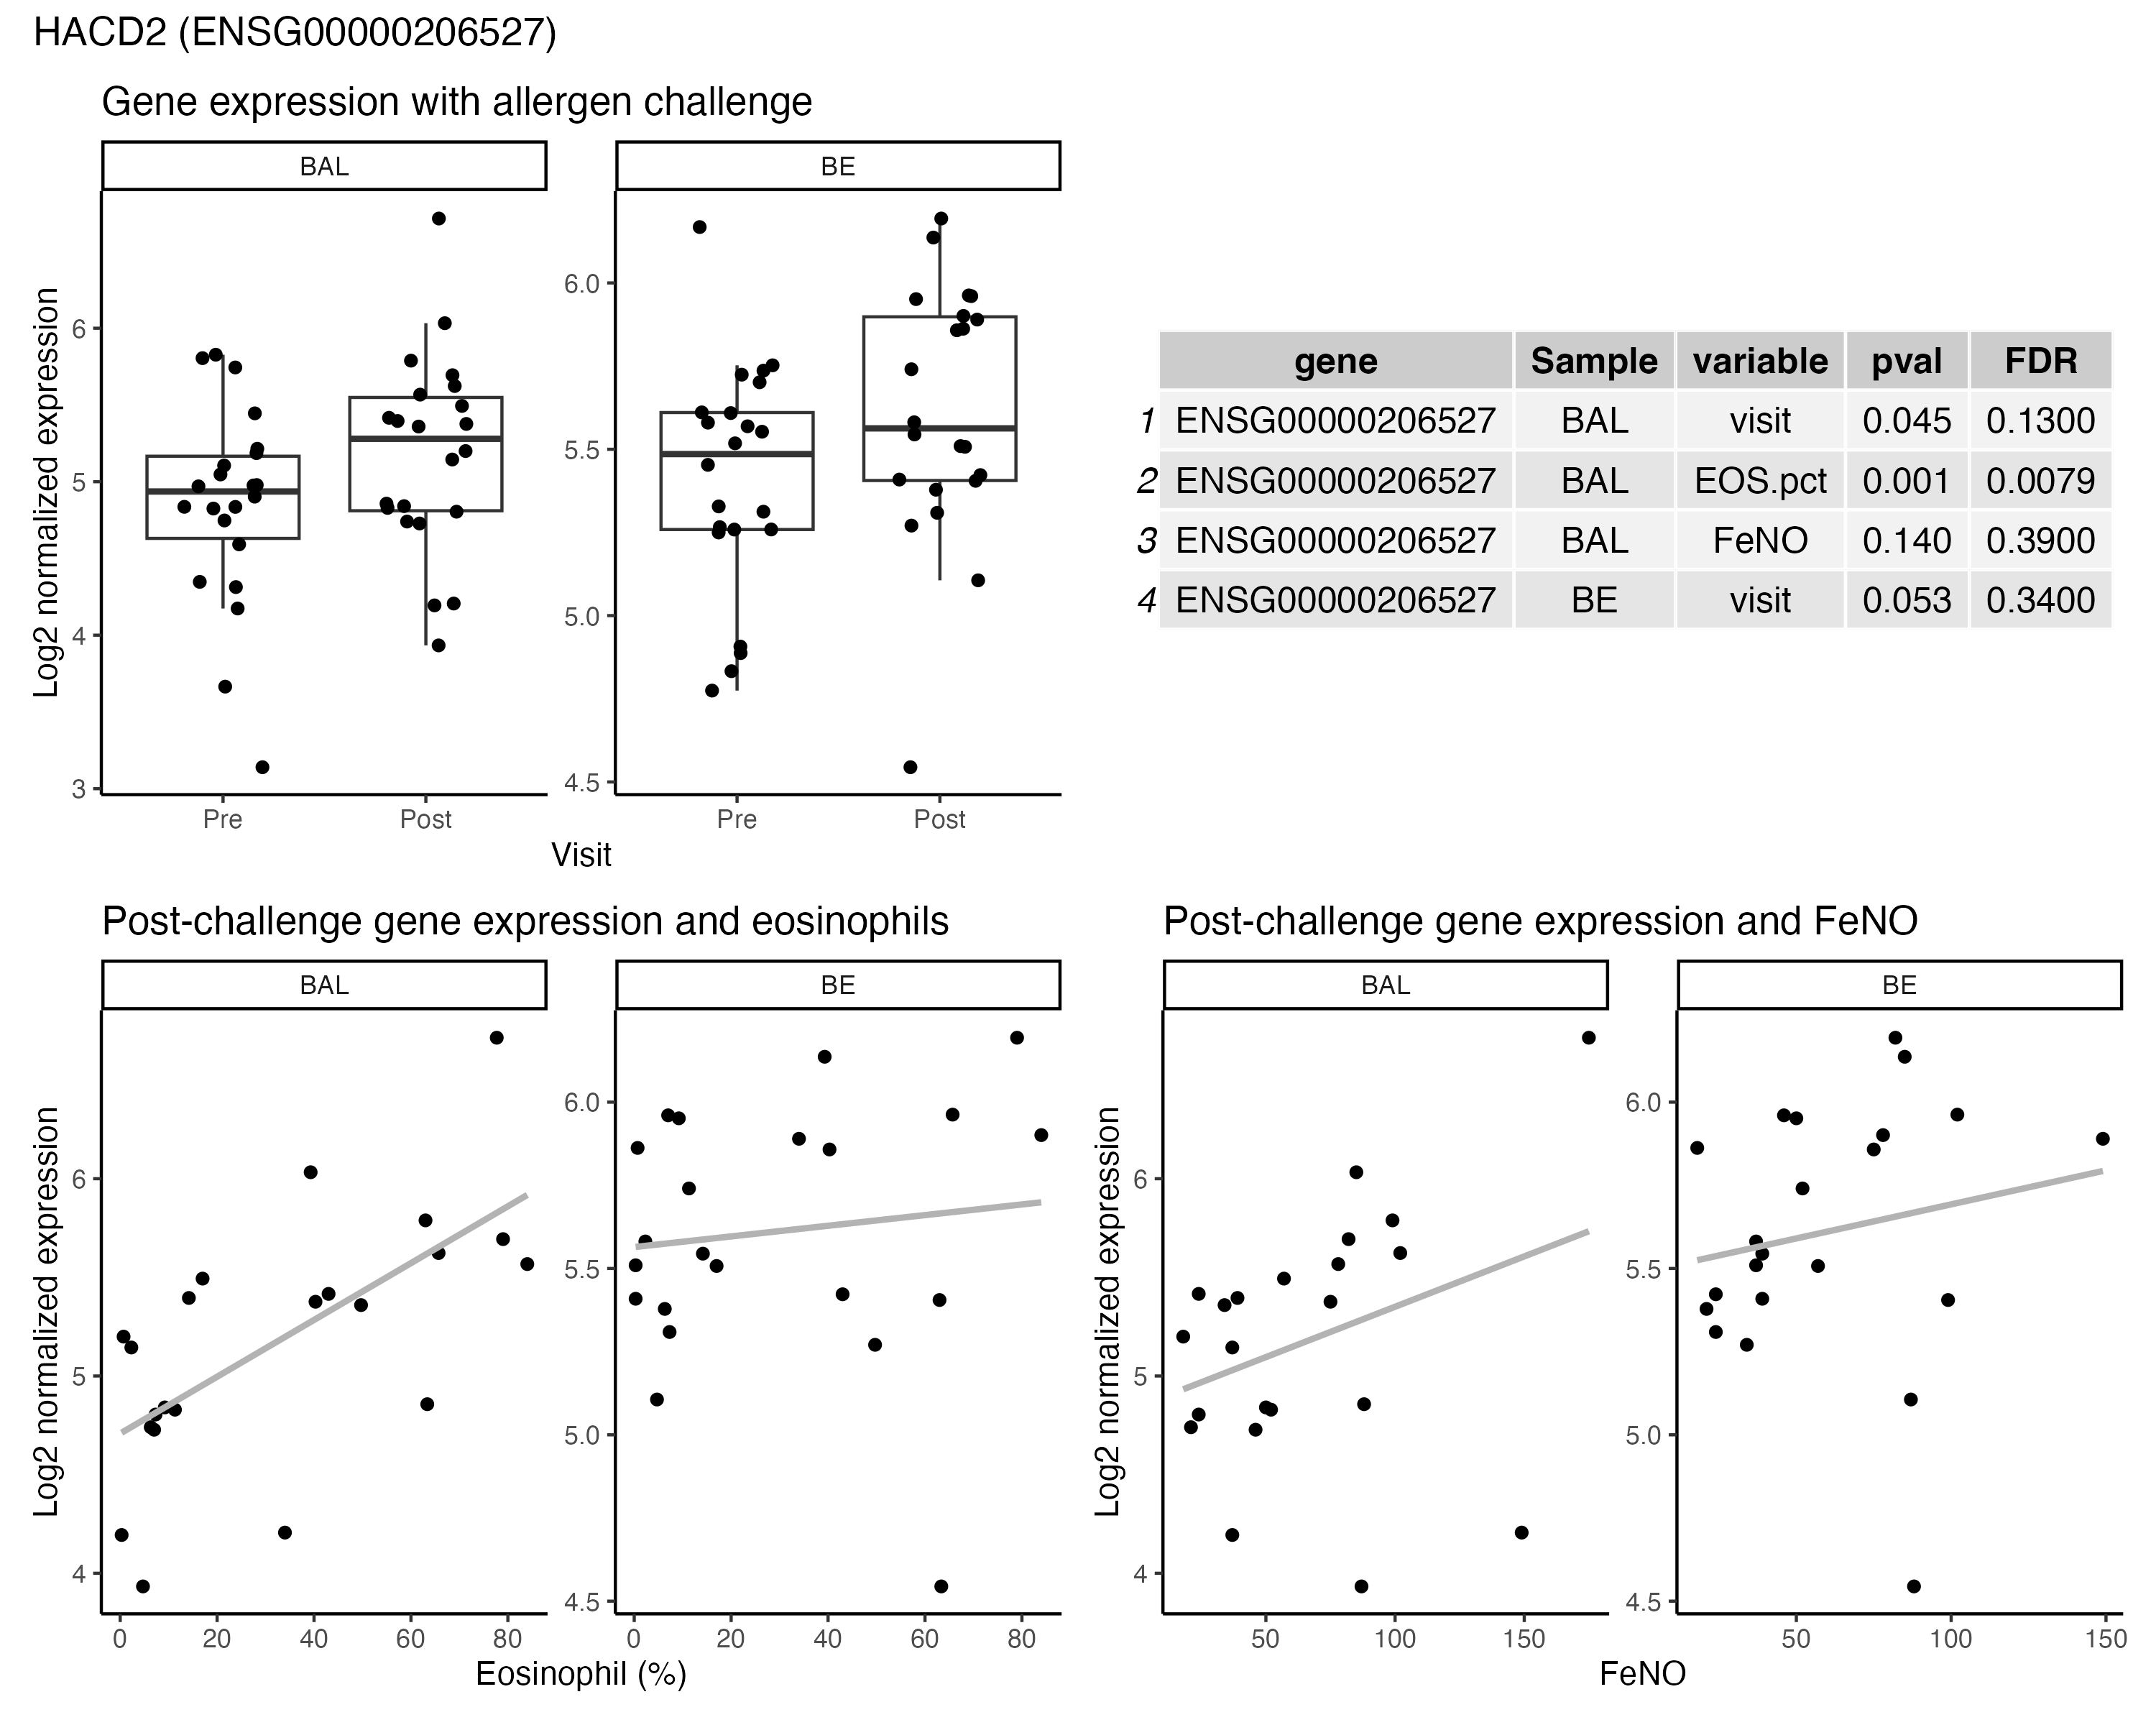 HACD2 (ENSG00000206527)
Gene expression with allergen challenge
BAL
BE
Log2 normalized expression
6
5
4
3
6.0
5.5
5.0
4.5
Pre
Post
Pre
Post
Visit
gene Sample variable pval FDR
1 ENSG00000206527 BAL visit 0.045 0.1300
2 ENSG00000206527 BAL EOS.pct 0.001 0.0079
3 ENSG00000206527 BAL FeNO 0.140 0.3900
4 ENSG00000206527 BE visit 0.053 0.3400
Post-challenge gene expression and eosinophils
BAL
BE
Log2 normalized expression
6
5
4
6.0
5.5
5.0
4.5
0 20 40 60 80
0 20 40 60 80
Eosinophil (%)
Post-challenge gene expression and FeNO
BAL
BE
Log2 normalized expression
6
5
4
6.0
5.5
5.0
4.5
50 100 150
50 100 150
FeNO